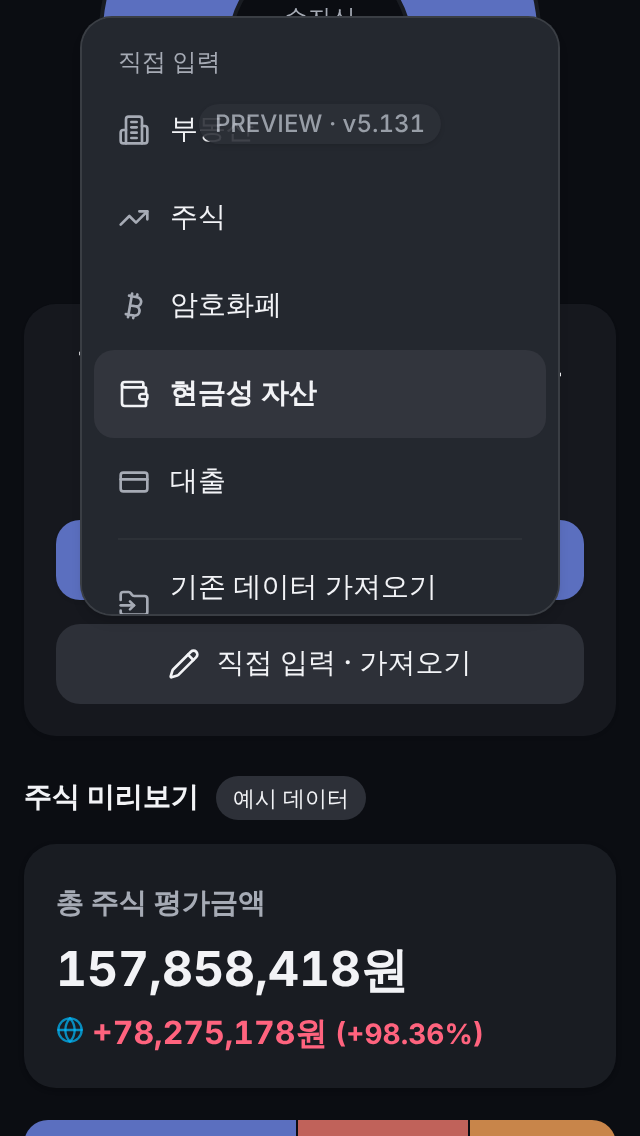 직접 입력
PREVIEW · v5.131
주식
암호화폐
현금성 자산
대출
기존 데이터 가져오기
직접 입력 · 가져오기
주식 미리보기
예시 데이터
총 주식 평가금액
157,858,418원
+78,275,178원 (+98.36%)